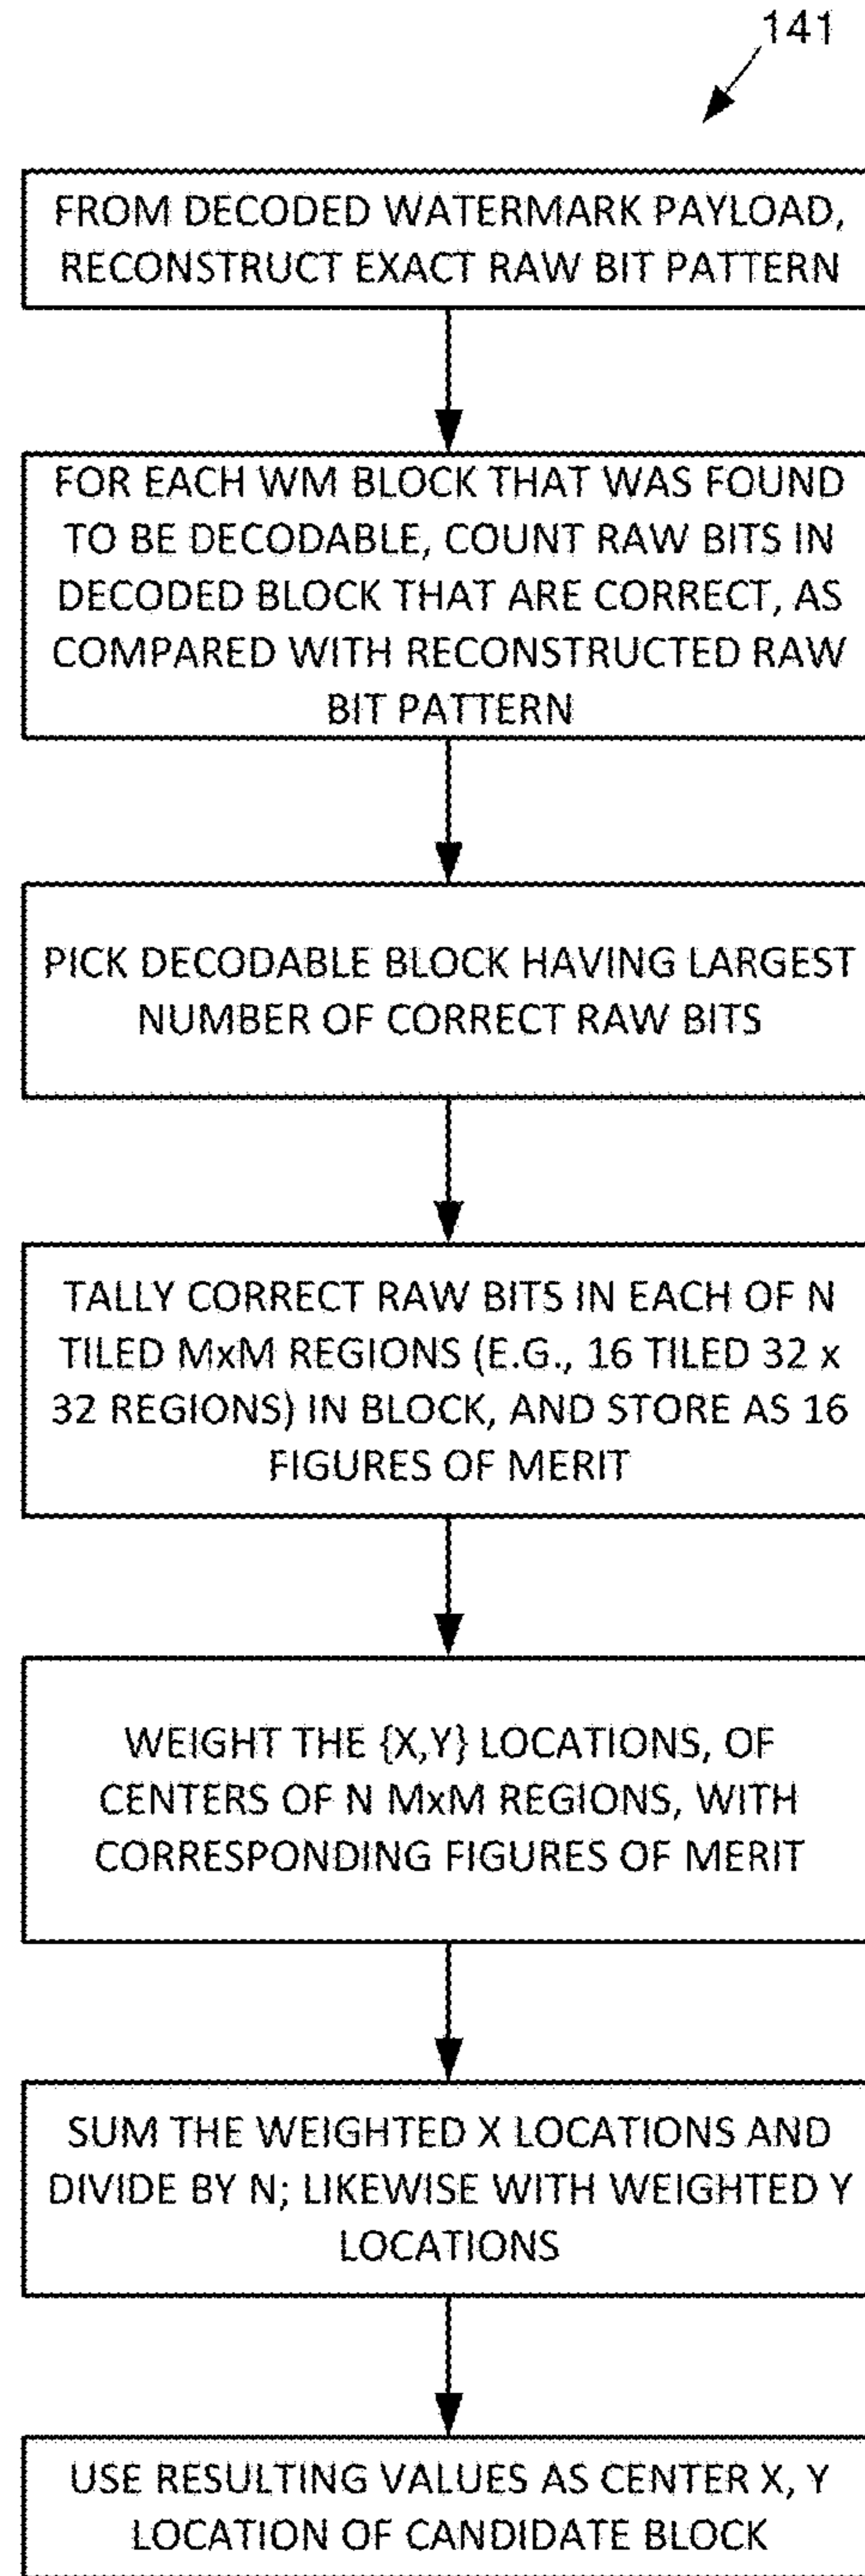 141
FROM DECODED WATERMARK PAYLOAD,
RECONSTRUCT EXACT RAW BIT PATTERN
FOR EACH WM BLOCK THAT WAS FOUND
TO BE DECODABLE, COUNT RAW BITS IN
DECODED BLOCK THAT ARE CORRECT, AS
COMPARED WITH RECONSTRUCTED RAW
BIT PATTERN
PICK DECODABLE BLOCK HAVING LARGEST
NUMBER OF CORRECT RAW BITS
TALLY CORRECT RAW BITS IN EACH OF N
TILED MxM REGIONS (E.G., 16 TILED 32 x
32 REGIONS) IN BLOCK, AND STORE AS 16
FIGURES OF MERIT
WEIGHT THE {X,Y} LOCATIONS, OF
CENTERS OF N MxM REGIONS, WITH
CORRESPONDING FIGURES OF MERIT
SUM THE WEIGHTED X LOCATIONS AND
DIVIDE BY N; LIKEWISE WITH WEIGHTED Y
LOCATIONS
USE RESULTING VALUES AS CENTER X, Y
LOCATION OF CANDIDATE BLOCK